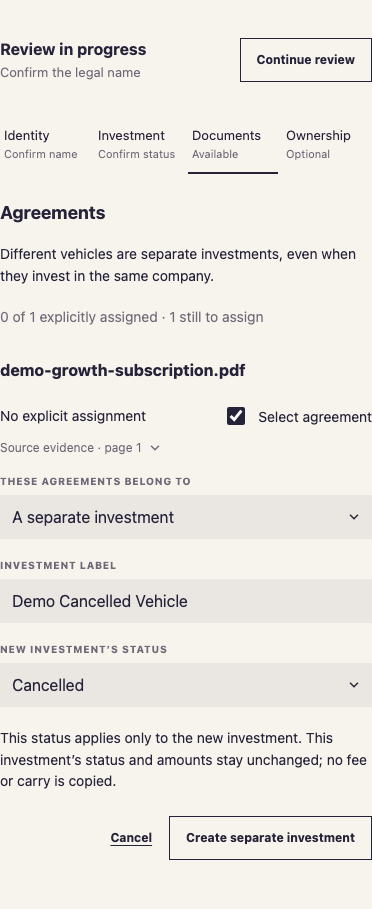 Review in progress
Confirm the legal name
Continue review
Identity
Confirm name
Investment
Confirm status
Documents
Available
Ownership
Optional
Agreements
Different vehicles are separate investments, even when
they invest in the same company.
0 of 1 explicitly assigned · 1 still to assign
demo-growth-subscription.pdf
No explicit assignment
Select agreement
Source evidence · page 1
THESE AGREEMENTS BELONG TO
A separate investment
INVESTMENT LABEL
Demo Cancelled Vehicle
NEW INVESTMENT’S STATUS
Cancelled
This status applies only to the new investment. This
investment’s status and amounts stay unchanged; no fee
or carry is copied.
Cancel
Create separate investment